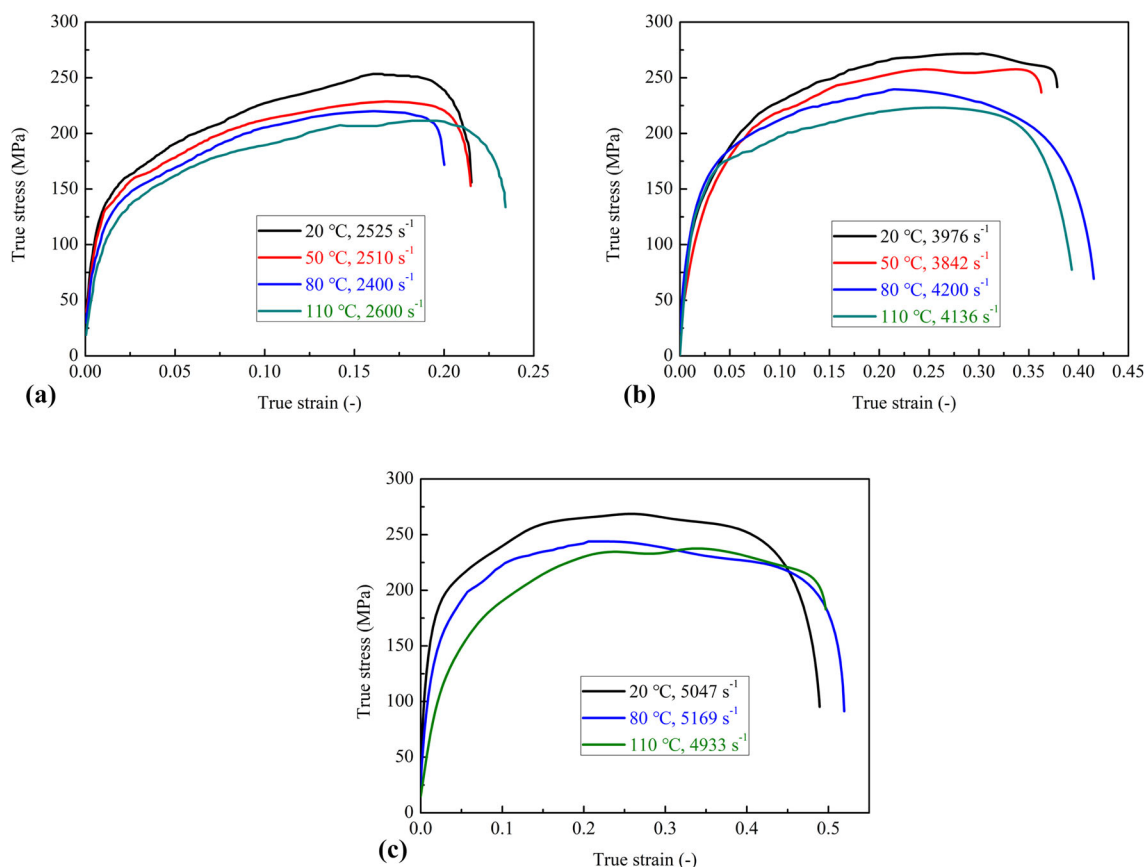 300
250
200
150
100
50
0
True stress (MPa)
20 °C, 2525 s⁻¹
50 °C, 2510 s⁻¹
80 °C, 2400 s⁻¹
110 °C, 2600 s⁻¹
0.00 0.05 0.10 0.15 0.20 0.25
True strain (-)
(a)
300
250
200
150
100
50
0
True stress (MPa)
20 °C, 3976 s⁻¹
50 °C, 3842 s⁻¹
80 °C, 4200 s⁻¹
110 °C, 4136 s⁻¹
0.00 0.05 0.10 0.15 0.20 0.25 0.30 0.35 0.40 0.45
True strain (-)
(b)
300
250
200
150
100
50
0
True stress (MPa)
20 °C, 5047 s⁻¹
80 °C, 5169 s⁻¹
110 °C, 4933 s⁻¹
0.0 0.1 0.2 0.3 0.4 0.5
True strain (-)
(c)